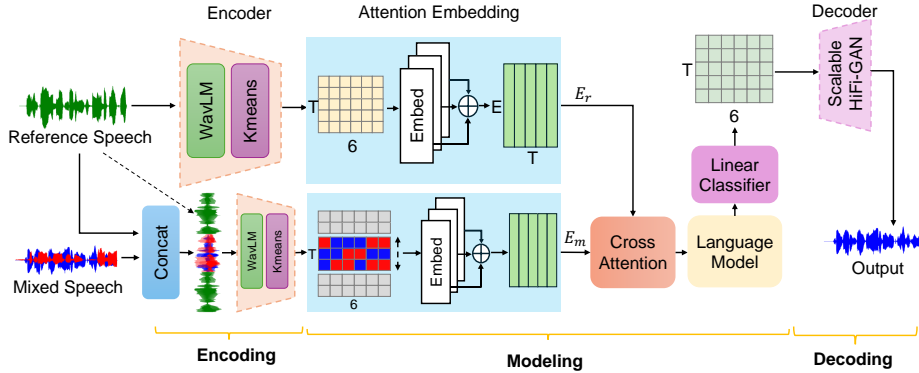 Encoder
Attention Embedding
Decoder
Reference Speech
WavLM
Kmeans
T
6
Embed
E
T
E_r
T
6
Scalable
HiFi-GAN
Linear
Classifier
Mixed Speech
Concat
WavLM
Kmeans
T
6
Embed
E_m
Cross
Attention
Language
Model
Output
Encoding
Modeling
Decoding